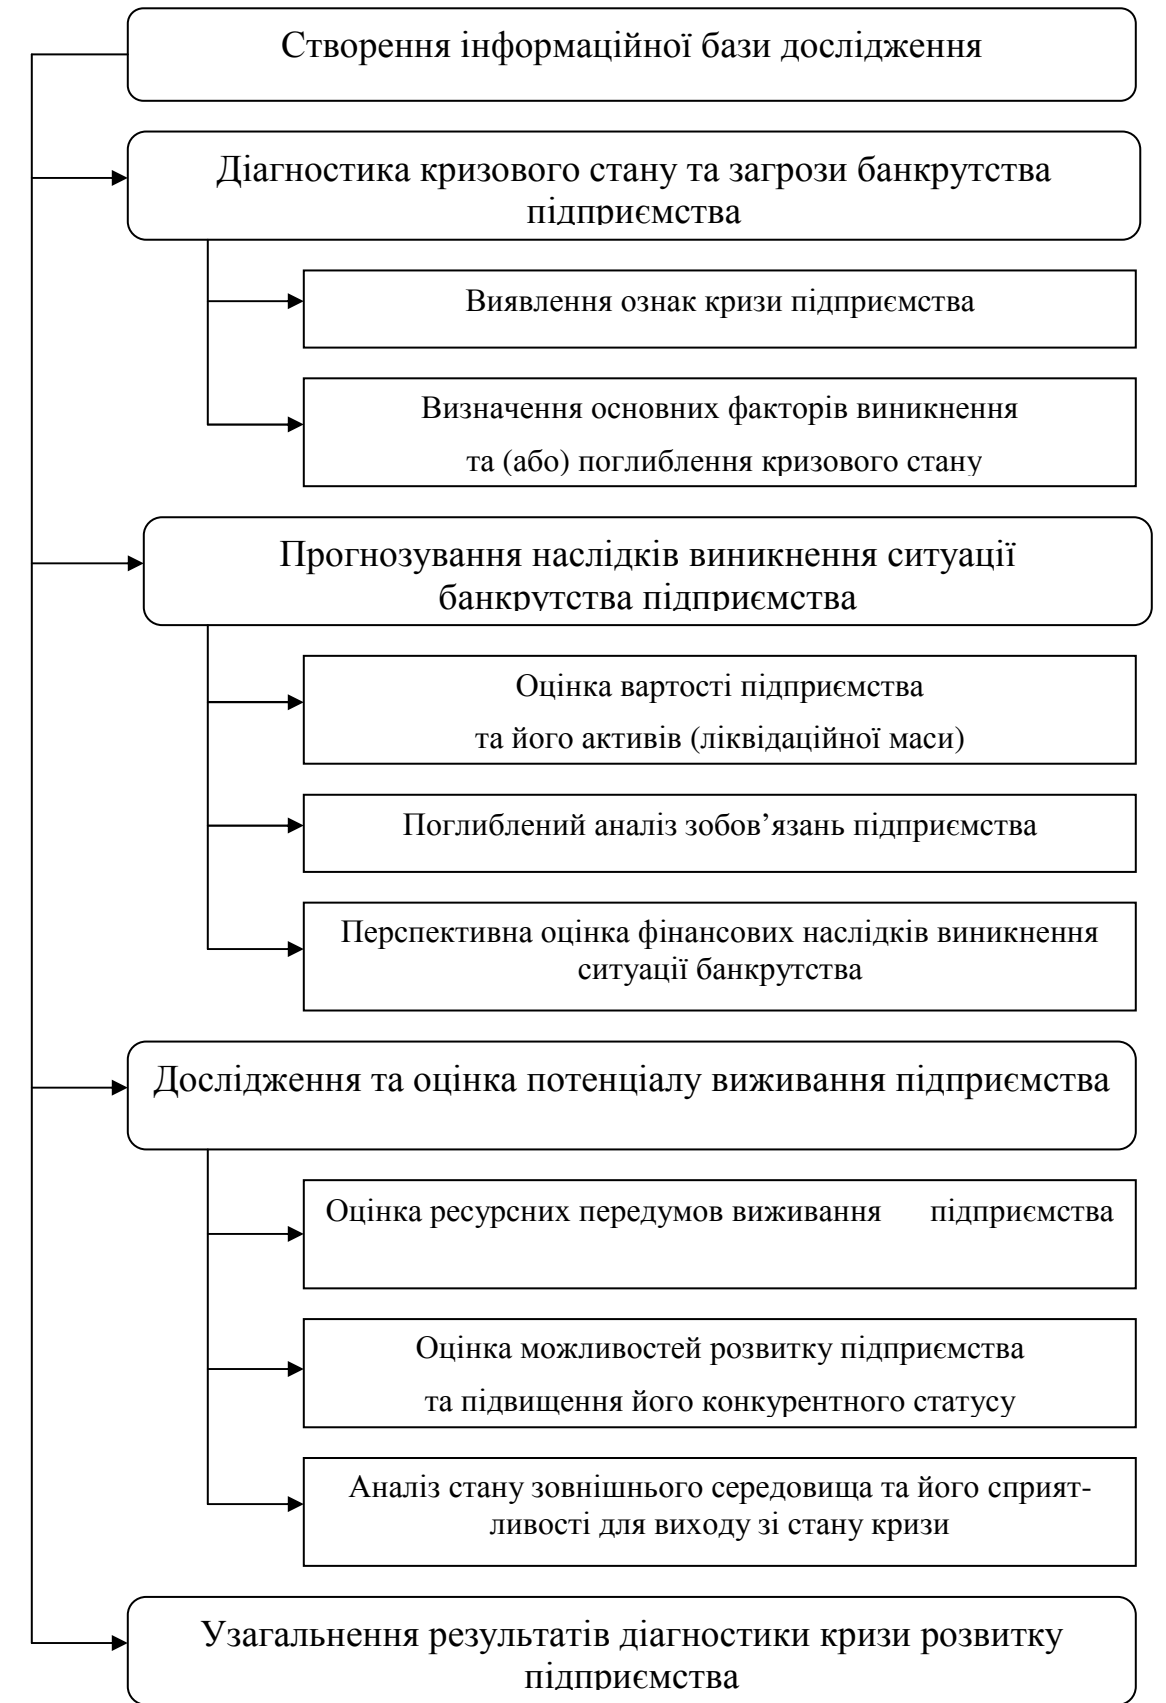 Створення інформаційної бази дослідження
Діагностика кризового стану та загрози банкрутства
підприємства
Виявлення ознак кризи підприємства
Визначення основних факторів виникнення
та (або) поглиблення кризового стану
Прогнозування наслідків виникнення ситуації
банкрутства підприємства
Оцінка вартості підприємства
та його активів (ліквідаційної маси)
Поглиблений аналіз зобов’язань підприємства
Перспективна оцінка фінансових наслідків виникнення
ситуації банкрутства
Дослідження та оцінка потенціалу виживання підприємства
Оцінка ресурсних передумов виживання підприємства
Оцінка можливостей розвитку підприємства
та підвищення його конкурентного статусу
Аналіз стану зовнішнього середовища та його сприят-
ливості для виходу зі стану кризи
Узагальнення результатів діагностики кризи розвитку
підприємства